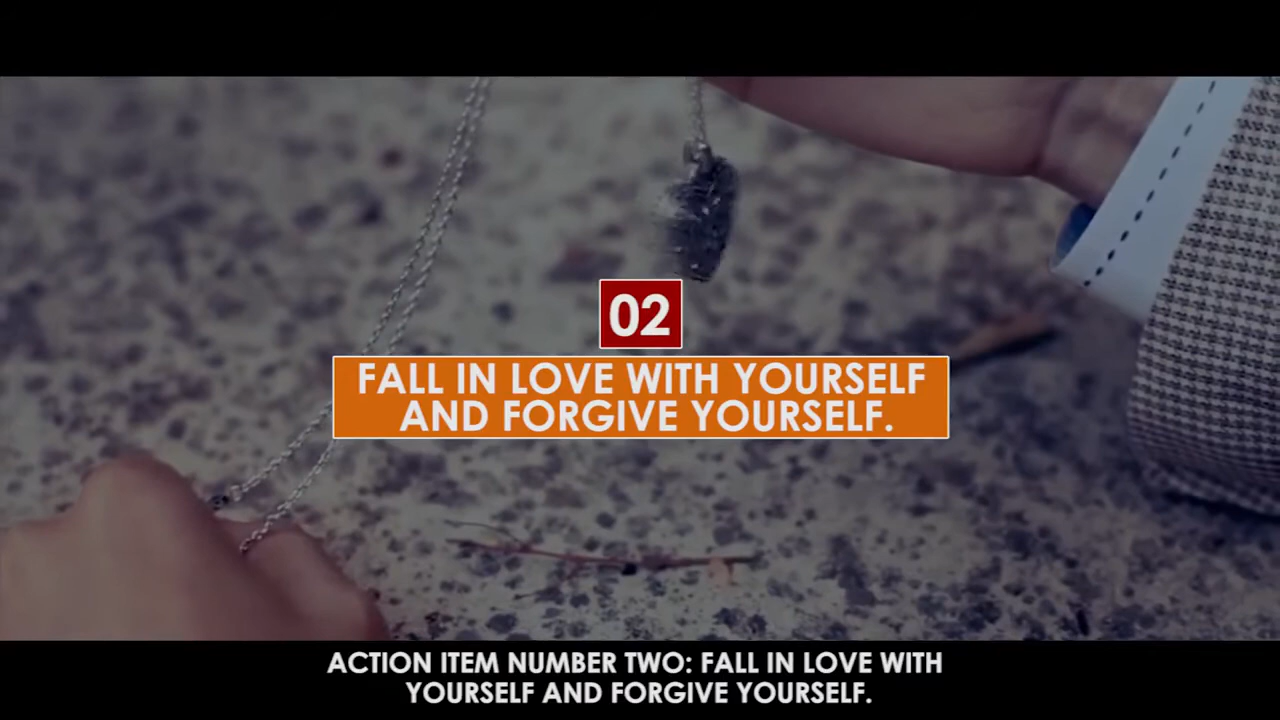 02
FALL IN LOVE WITH YOURSELF
AND FORGIVE YOURSELF.
ACTION ITEM NUMBER TWO: FALL IN LOVE WITH
YOURSELF AND FORGIVE YOURSELF.